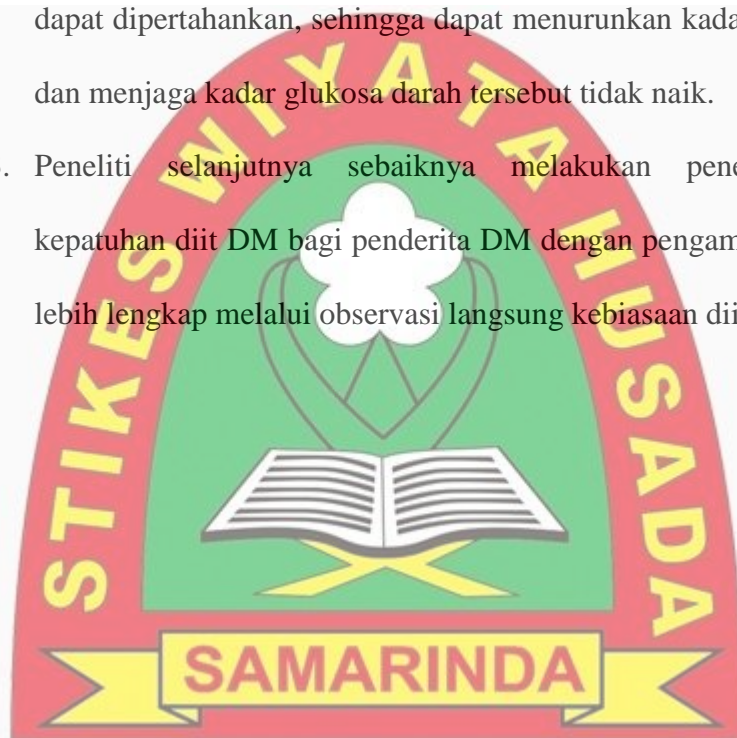 dapat dipertahankan, sehingga dapat menurunkan kada
dan menjaga kadar glukosa darah tersebut tidak naik.
. Peneliti selanjutnya sebaiknya melakukan pene
kepatuhan diit DM bagi penderita DM dengan pengam
lebih lengkap melalui observasi langsung kebiasaan dii
STIKES WIYATA HUSADA
SAMARINDA